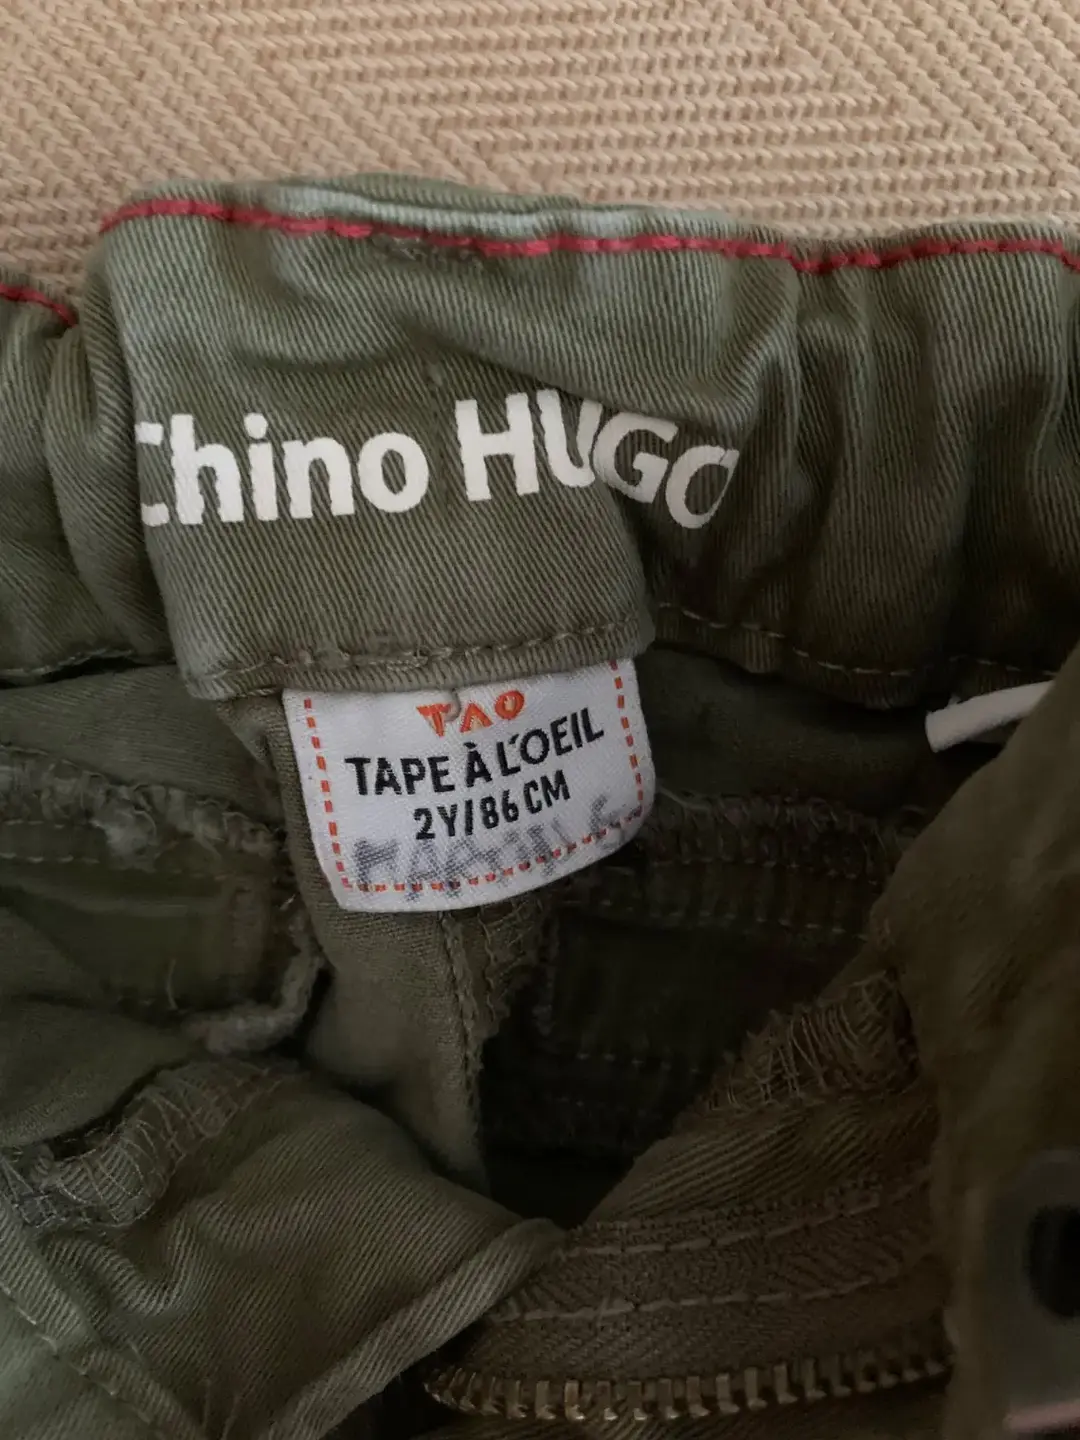 Chino HUGO
TAO
TAPE À L'OEIL
2Y/86 CM